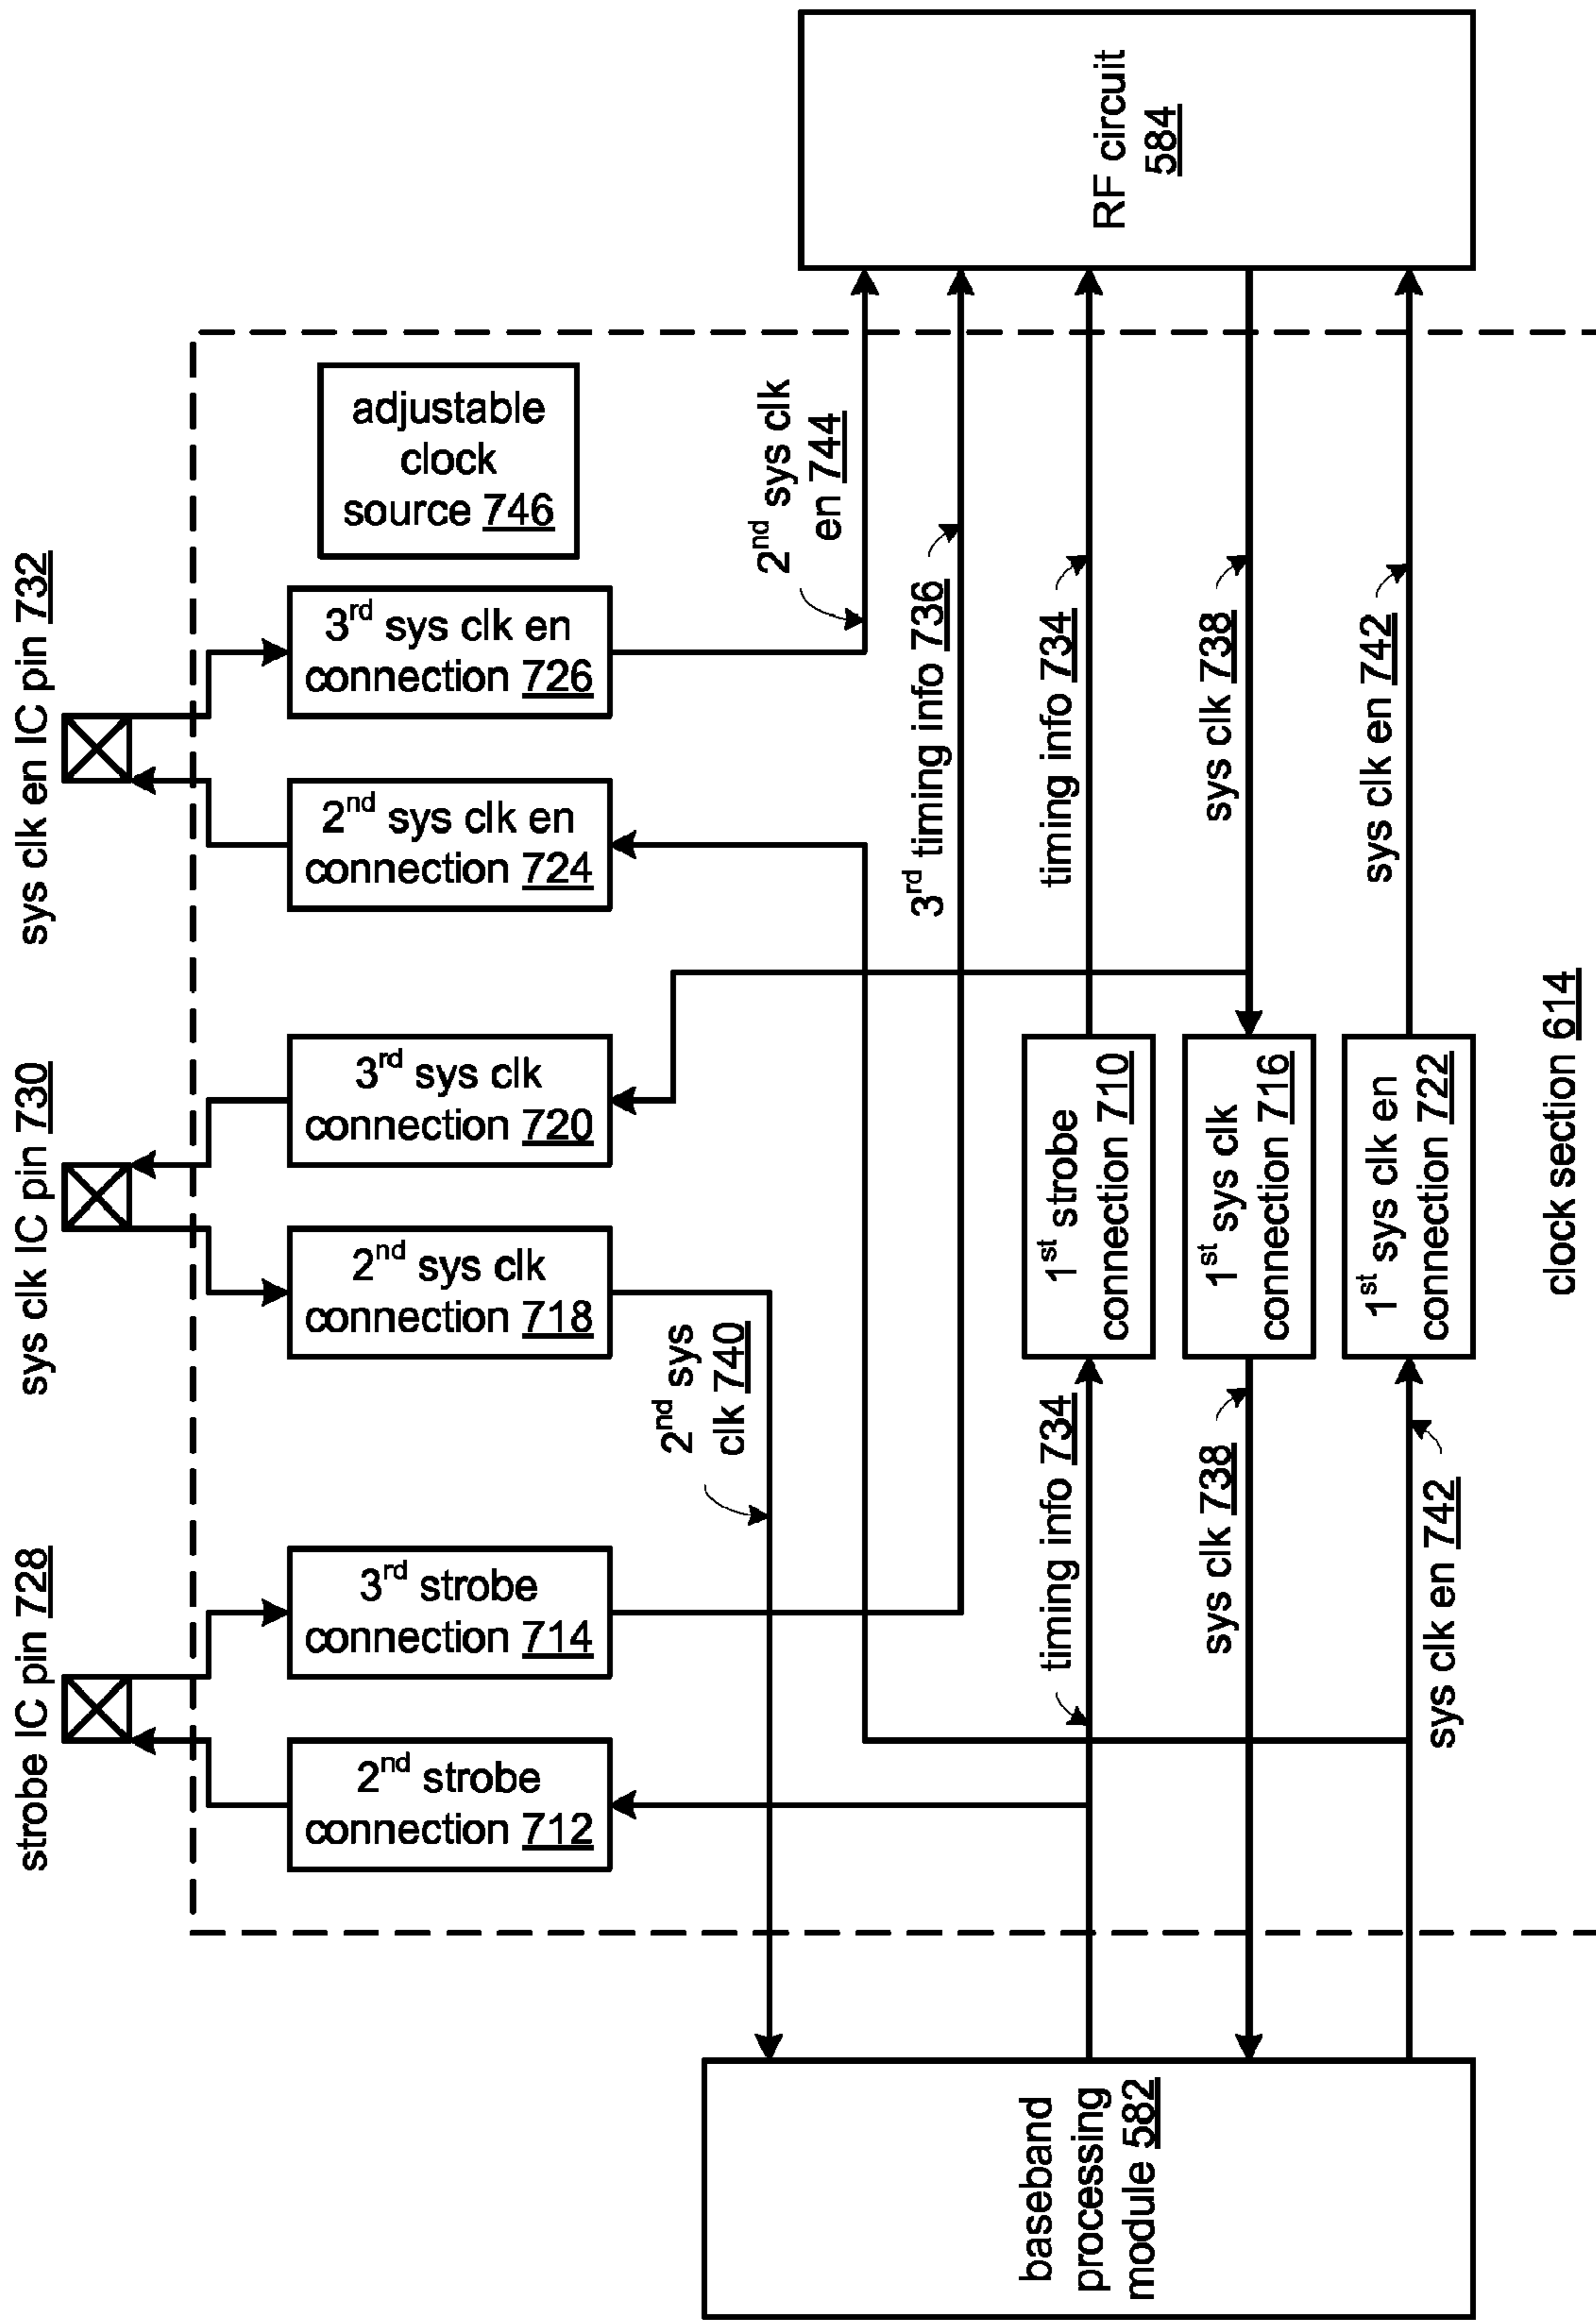 strobe IC pin 728
sys clk IC pin 730
sys clk en IC pin 732
2nd strobe
connection 712
3rd strobe
connection 714
2nd sys clk
connection 718
3rd sys clk
connection 720
2nd sys clk en
connection 724
3rd sys clk en
connection 726
adjustable
clock
source 746
2nd sys
clk 740
2nd sys clk
en 744
3rd timing info 736
timing info 734
1st strobe
connection 710
timing info 734
sys clk 738
1st sys clk
connection 716
sys clk 738
sys clk en 742
1st sys clk en
connection 722
sys clk en 742
baseband
processing
module 582
RF circuit
584
clock section 614